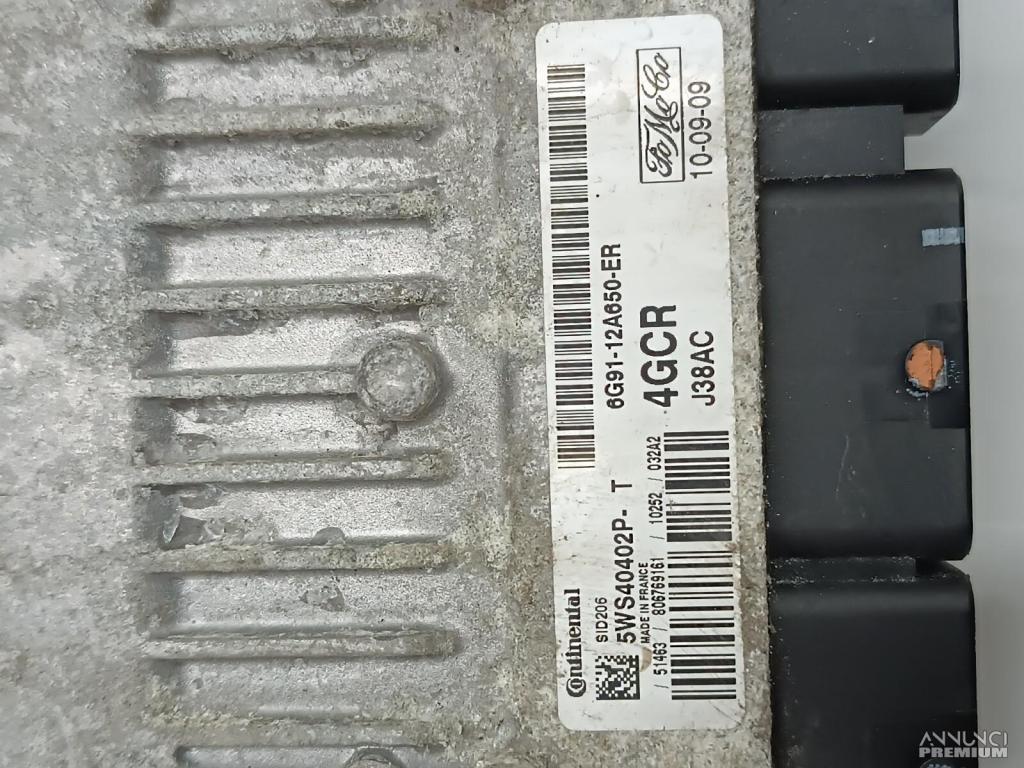 Continental
SID206
5WS40402P- T
MADE IN FRANCE
/ 51463 / 806769161 / 10252 / 032A2
6G91-12A650-ER
4GCR
J38AC
FoMoCo
10-09-09
ANNUNCI
PREMIUM